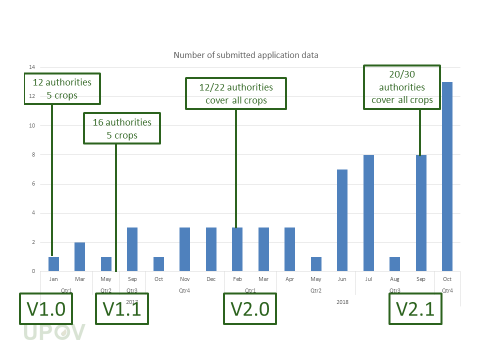 Number of submitted application data
14
12 authorities
5 crops
12
16 authorities
5 crops
12/22 authorities
cover all crops
20/30
authorities
cover all crops
10
8
6
4
2
0
Jan Mar May Sep Oct Nov Dec Feb Mar Apr May Jun Jul Aug Sep Oct
Qtr1 Qtr2 Qtr3 Qtr4 Qtr1 Qtr2 Qtr3 Qtr4
2017 2018
V1.0 V1.1 V2.0 V2.1
UPOV